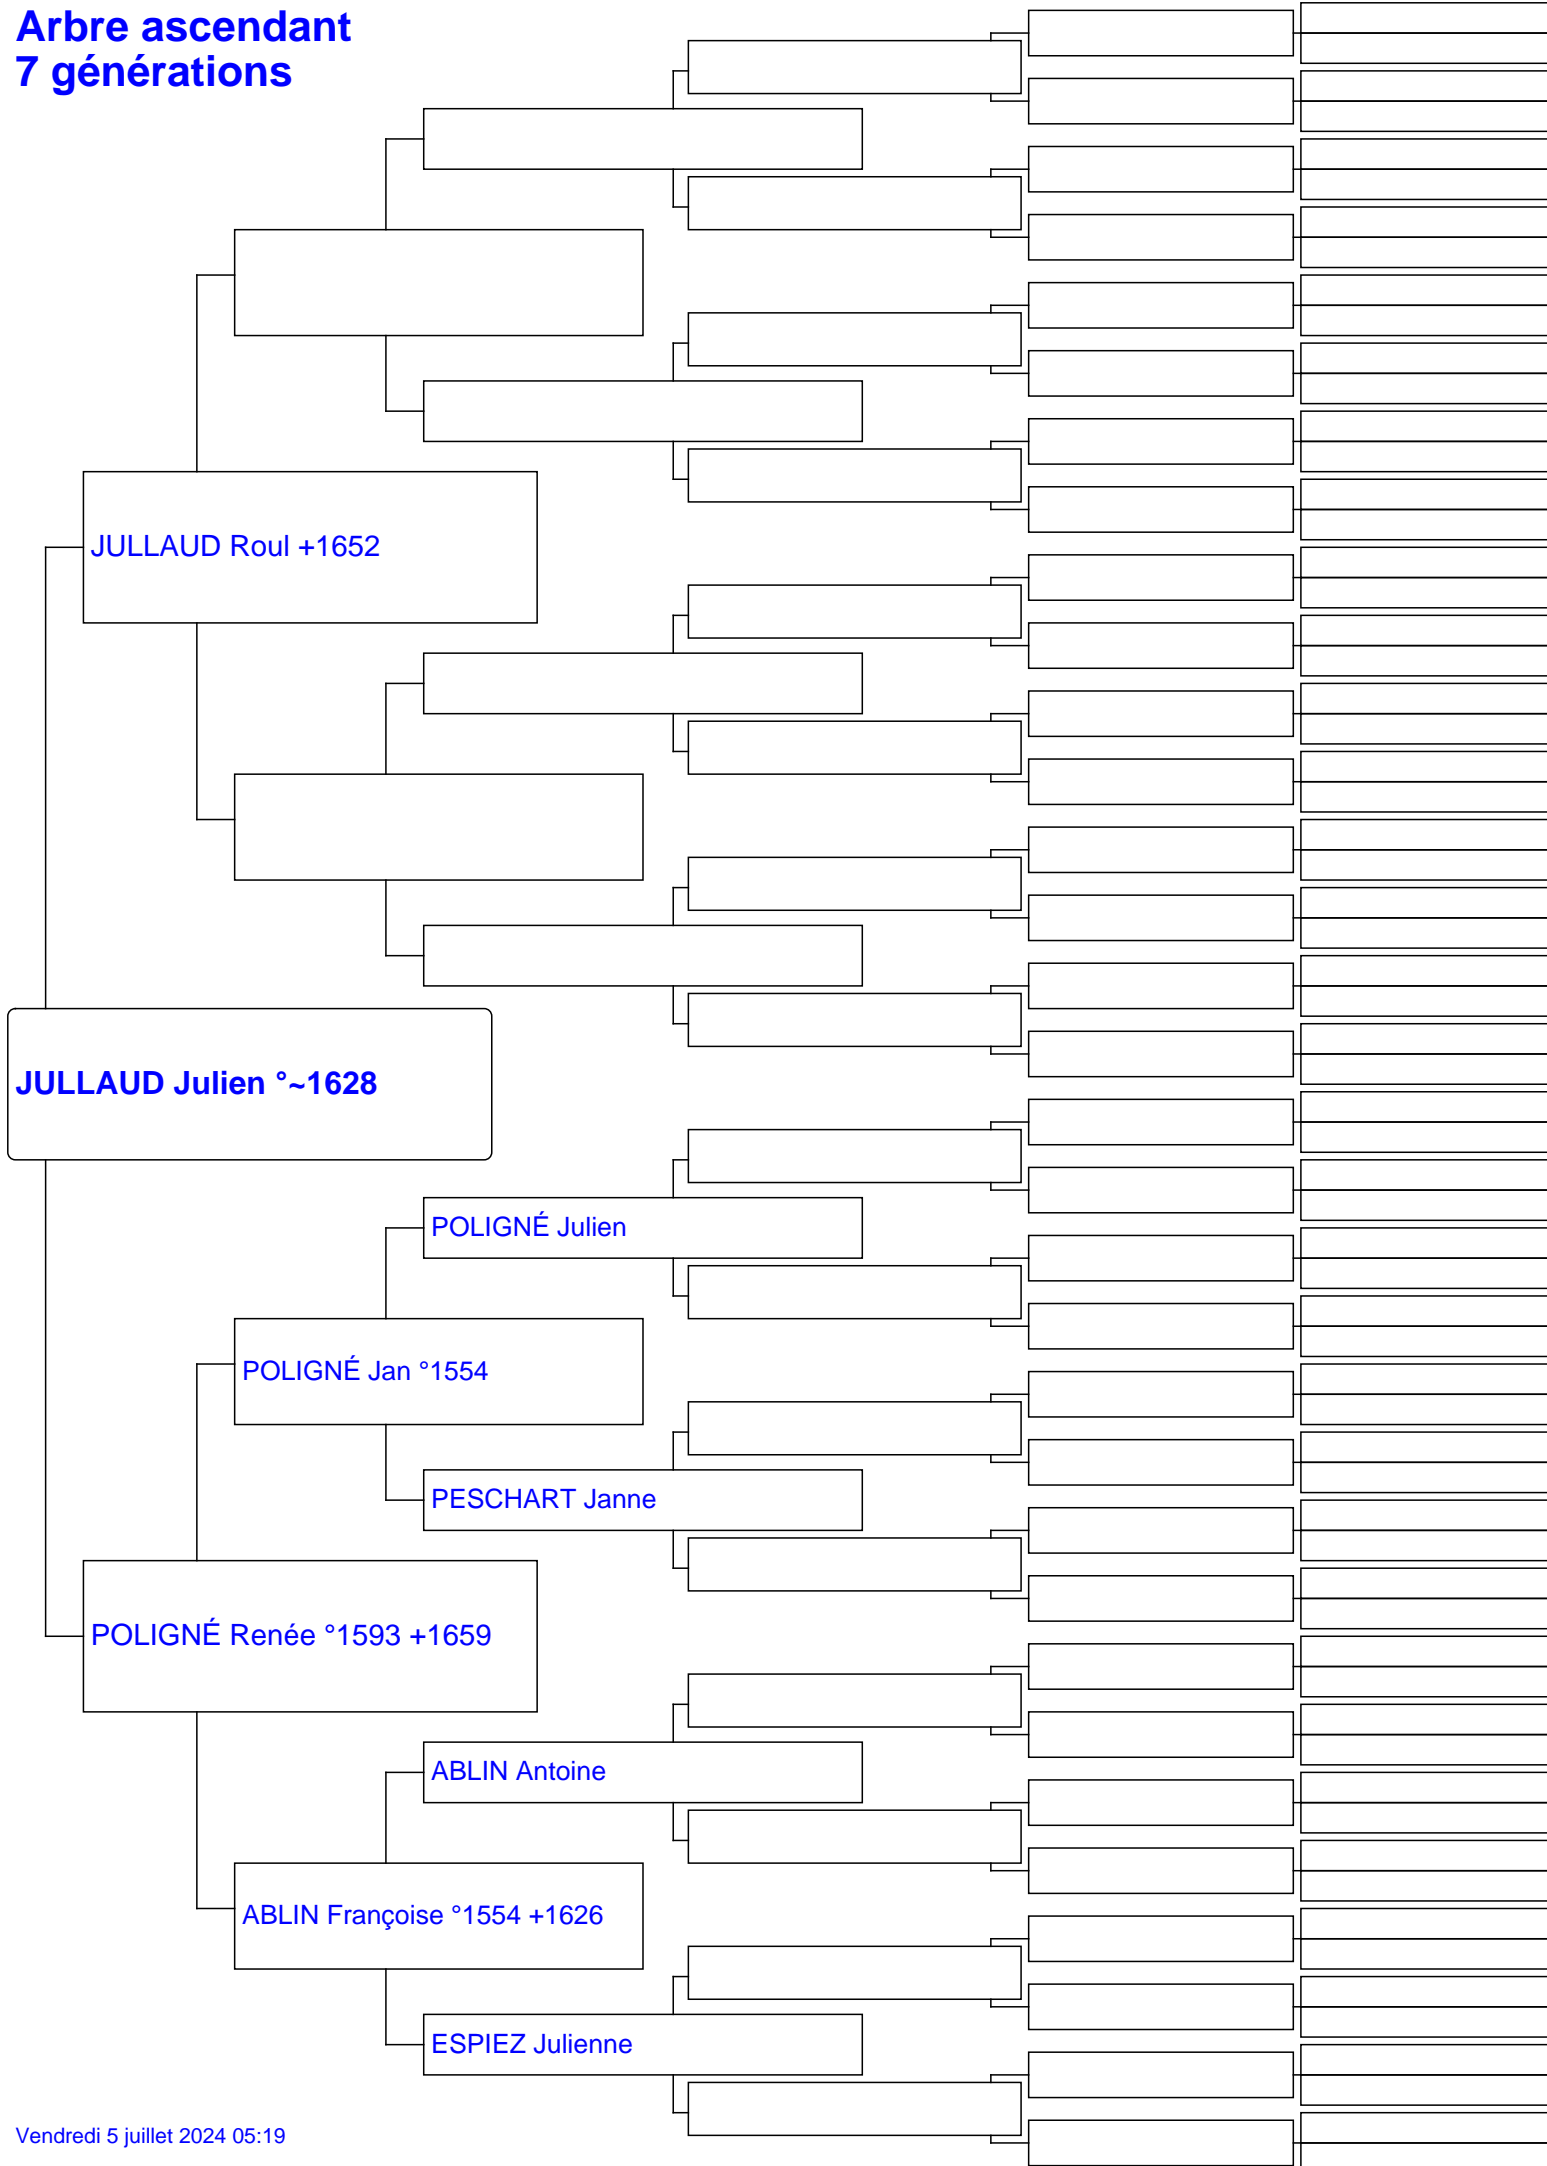 Arbre ascendant
7 générations
JULLAUD Roul +1652
JULLAUD Julien °~1628
POLIGNÉ Julien
POLIGNÉ Jan °1554
PESCHART Janne
POLIGNÉ Renée °1593 +1659
ABLIN Antoine
ABLIN Françoise °1554 +1626
ESPIEZ Julienne
Vendredi 5 juillet 2024 05:19